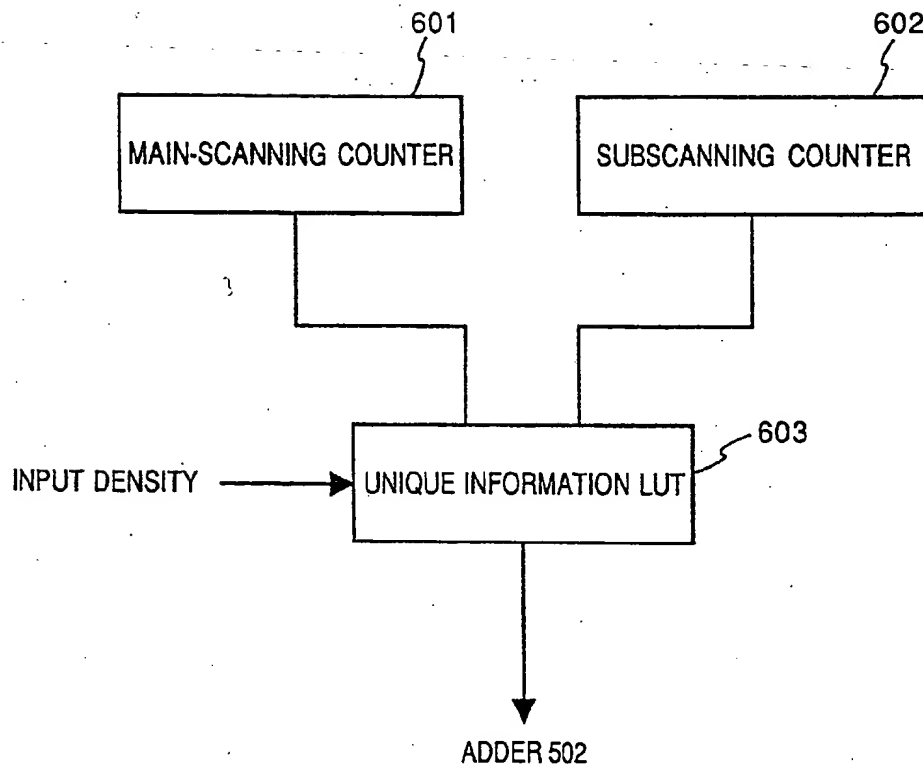 601
602
MAIN-SCANNING COUNTER
SUBSCANNING COUNTER
603
INPUT DENSITY
UNIQUE INFORMATION LUT
ADDER 502